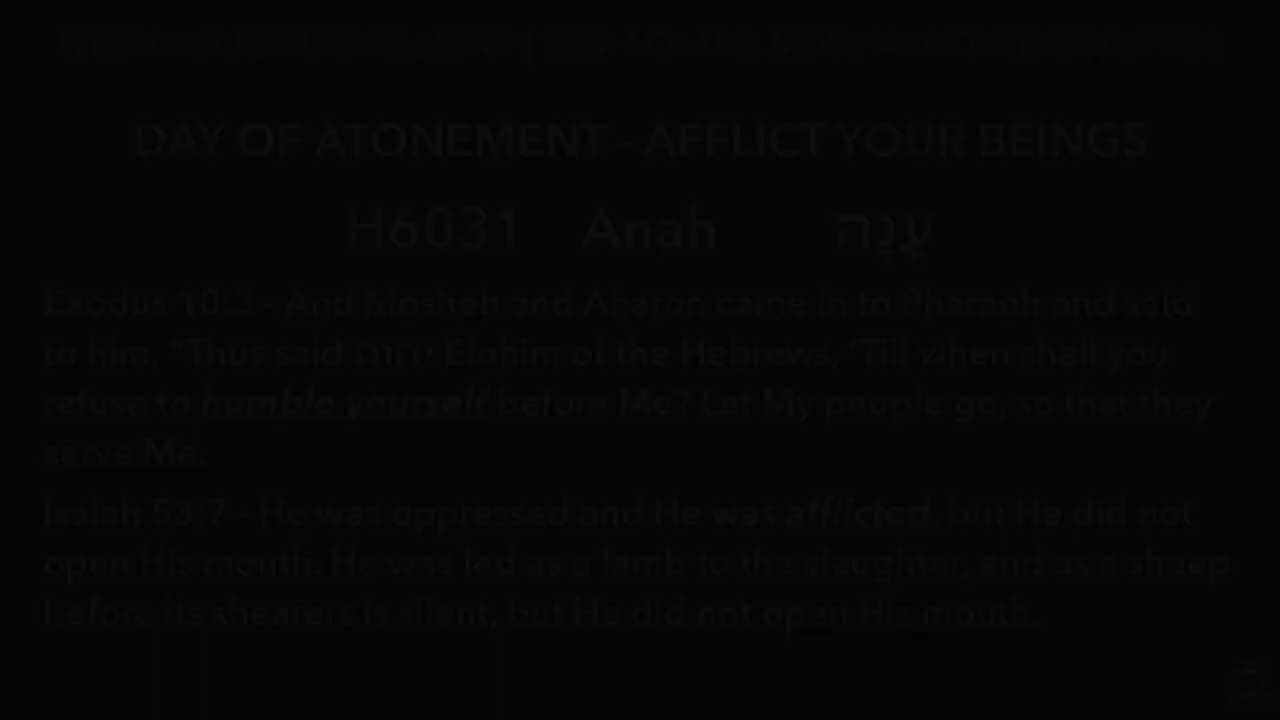 DAY OF ATONEMENT - AFFLICT YOUR BEINGS
H6031 Anah עָנָה
Exodus 10:3 - And Mosheh and Aharon came in to Pharaoh and said
to him, "Thus said יהוה Elohim of the Hebrews, 'Till when shall you
refuse to humble yourself before Me? Let My people go, so that they
serve Me.
Isaiah 53:7 - He was oppressed and He was afflicted, but He did not
open His mouth. He was led as a lamb to the slaughter, and as a sheep
before its shearers is silent, but He did not open His mouth.